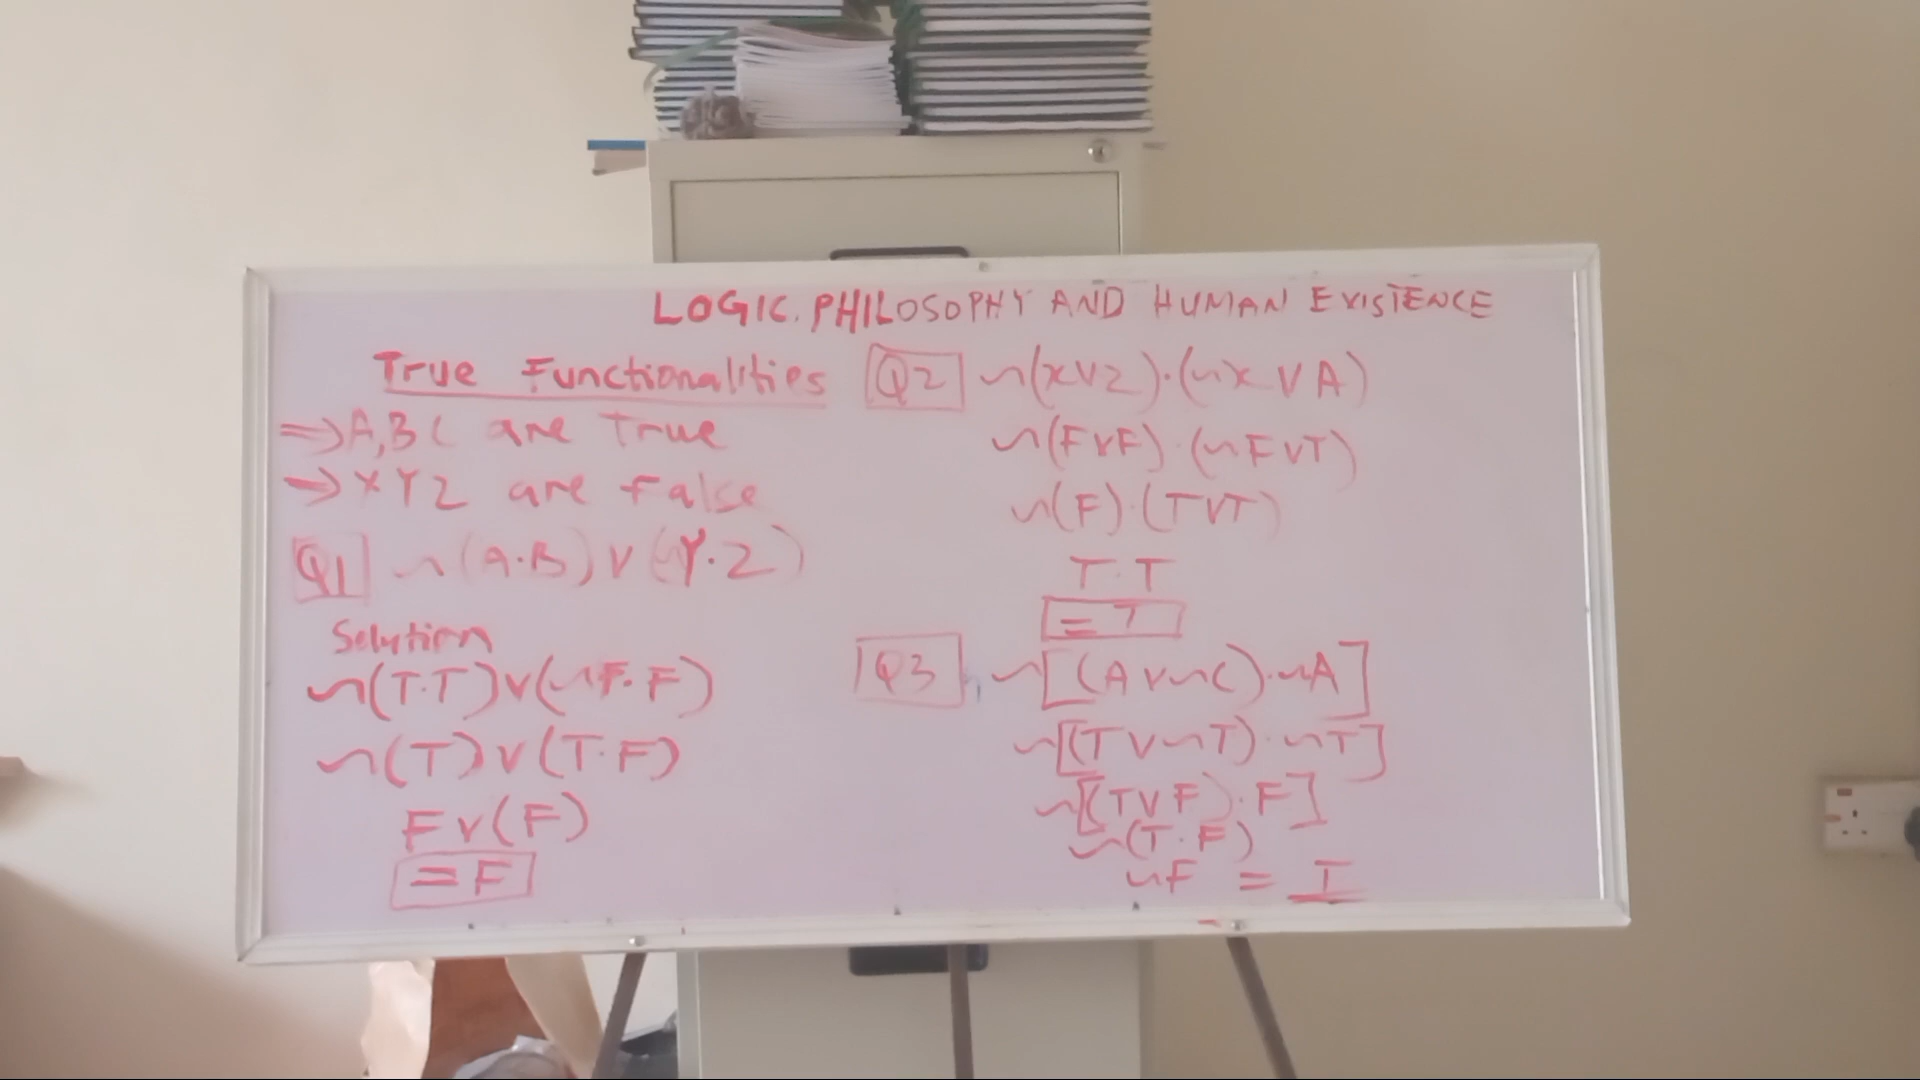 LOGIC. PHILOSOPHY AND HUMAN EXISTENCE
True Functionalities
⇒ A, B C are True
→ X Y Z are False
Q1 ~(A·B) V (~Y·Z)
Solution
~(T·T) V (~F·F)
~(T) V (T·F)
F V (F)
= F
Q2 ~(X V Z)·(~X V A)
~(F V F)·(~F V T)
~(F)·(T V T)
T·T
= T
Q3 ~[(A V ~C)·~A]
~[(T V ~T)·~T]
~[(T V F)·F]
~(T·F)
~F = T